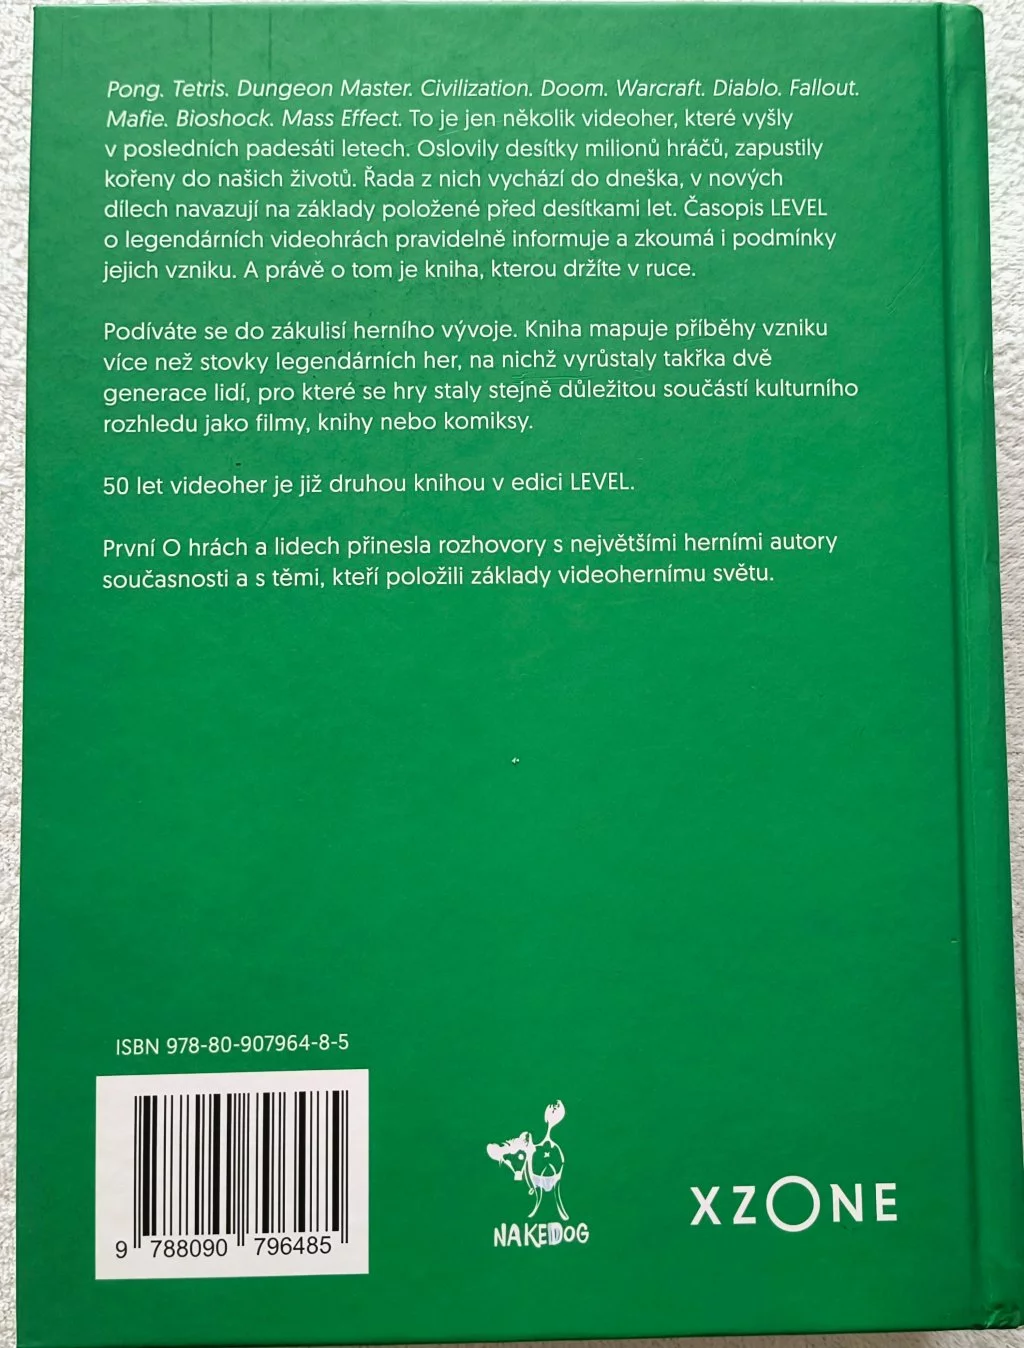 Pong. Tetris. Dungeon Master. Civilization. Doom. Warcraft. Diablo. Fallout.
Mafie. Bioshock. Mass Effect. To je jen několik videoher, které vyšly
v posledních padesáti letech. Oslovily desítky milionů hráčů, zapustily
kořeny do našich životů. Řada z nich vychází do dneška, v nových
dílech navazují na základy položené před desítkami let. Časopis LEVEL
o legendárních videohrách pravidelně informuje a zkoumá i podmínky
jejich vzniku. A právě o tom je kniha, kterou držíte v ruce.
Podíváte se do zákulisí herního vývoje. Kniha mapuje příběhy vzniku
více než stovky legendárních her, na nichž vyrůstaly takřka dvě
generace lidí, pro které se hry staly stejně důležitou součástí kulturního
rozhledu jako filmy, knihy nebo komiksy.
50 let videoher je již druhou knihou v edici LEVEL.
První O hrách a lidech přinesla rozhovory s největšími herními autory
současnosti a s těmi, kteří položili základy videohernímu světu.
ISBN 978-80-907964-8-5
9 788090 796485
NAKEDOG
XZONE